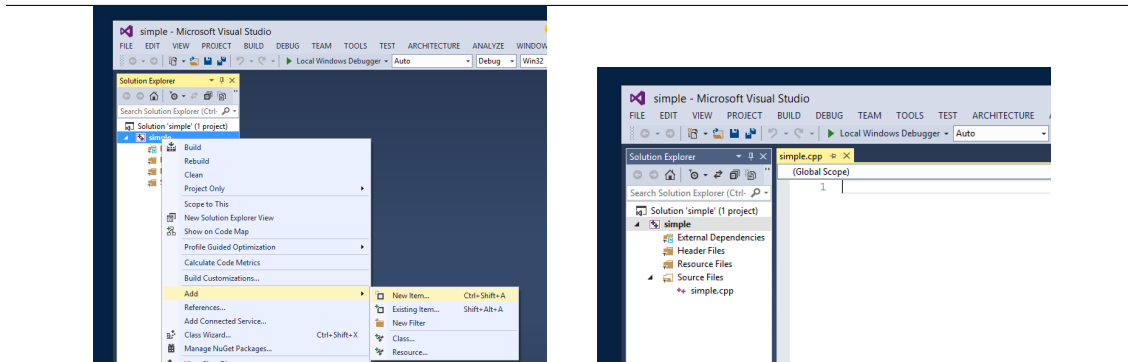 simple - Microsoft Visual Studio
FILE EDIT VIEW PROJECT BUILD DEBUG TEAM TOOLS TEST ARCHITECTURE ANALYZE WINDOW
Local Windows Debugger Auto Debug Win32
Solution Explorer
Search Solution Explorer (Ctrl-
Solution 'simple' (1 project)
simple
Build
Rebuild
Clean
Project Only
Scope to This
New Solution Explorer View
Show on Code Map
Profile Guided Optimization
Calculate Code Metrics
Build Customizations...
Add
New Item... Ctrl+Shift+A
References...
Existing Item... Shift+Alt+A
Add Connected Service...
New Filter
Class Wizard... Ctrl+Shift+X
Class...
Manage NuGet Packages...
Resource...
simple - Microsoft Visual Studio
FILE EDIT VIEW PROJECT BUILD DEBUG TEAM TOOLS TEST ARCHITECTURE
Local Windows Debugger Auto
Solution Explorer
simple.cpp
(Global Scope)
1
Search Solution Explorer (Ctrl-
Solution 'simple' (1 project)
simple
External Dependencies
Header Files
Resource Files
Source Files
simple.cpp